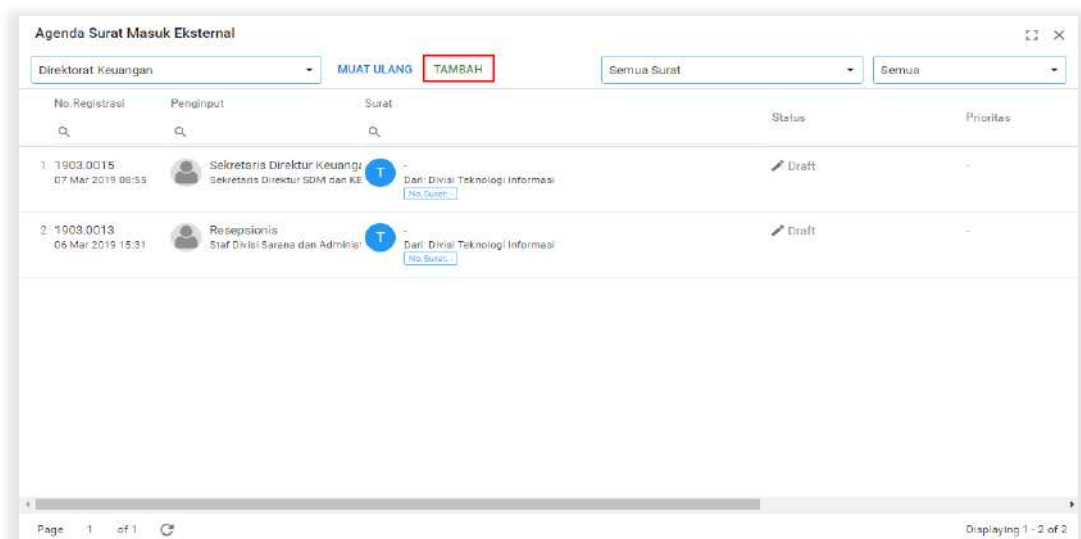 Agenda Surat Masuk Eksternal
Direktorat Keuangan MUAT ULANG TAMBAH Semua Surat Semua
No.Registrasi Penginput Surat Status Prioritas
1 1903.0015 Sekretaris Direktur Keuanga T - Draft -
07 Mar 2019 08:55 Sekretaris Direktur SDM dan KE Dari: Divisi Teknologi Informasi
No.Surat: -
2 1903.0013 Resepsionis T - Draft -
06 Mar 2019 15:31 Staf Divisi Sarana dan Adminis Dari: Divisi Teknologi Informasi
No.Surat: -
Page 1 of 1 Displaying 1 - 2 of 2